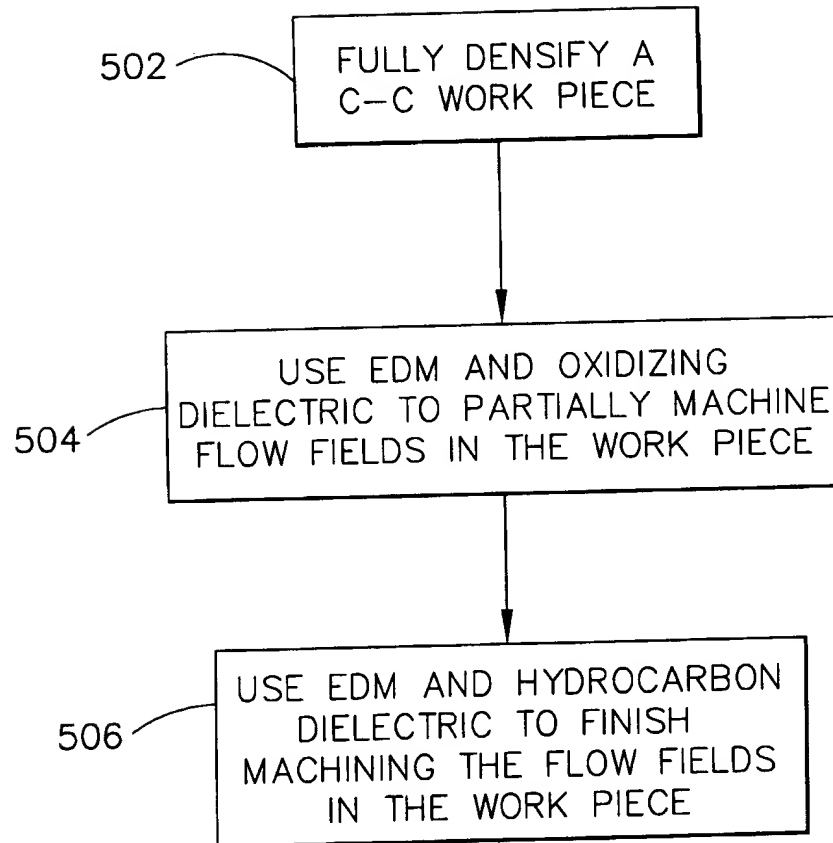 502
FULLY DENSIFY A
C-C WORK PIECE
504
USE EDM AND OXIDIZING
DIELECTRIC TO PARTIALLY MACHINE
FLOW FIELDS IN THE WORK PIECE
506
USE EDM AND HYDROCARBON
DIELECTRIC TO FINISH
MACHINING THE FLOW FIELDS
IN THE WORK PIECE